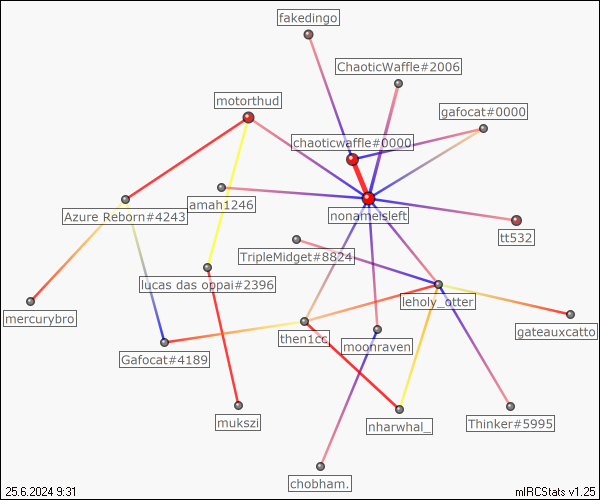 fakedingo
ChaoticWaffle#2006
motorthud
gafocat#0000
chaoticwaffle#0000
amah1246
Azure Reborn#4243
nonameisleft
tt532
TripleMidget#8824
lucas das oppai#2396
leholy_otter
mercurybro
gateauxcatto
then1cc
moonraven
Gafocat#4189
mukszi
nharwhal_
Thinker#5995
chobham.
25.6.2024 9:31
mIRCStats v1.25